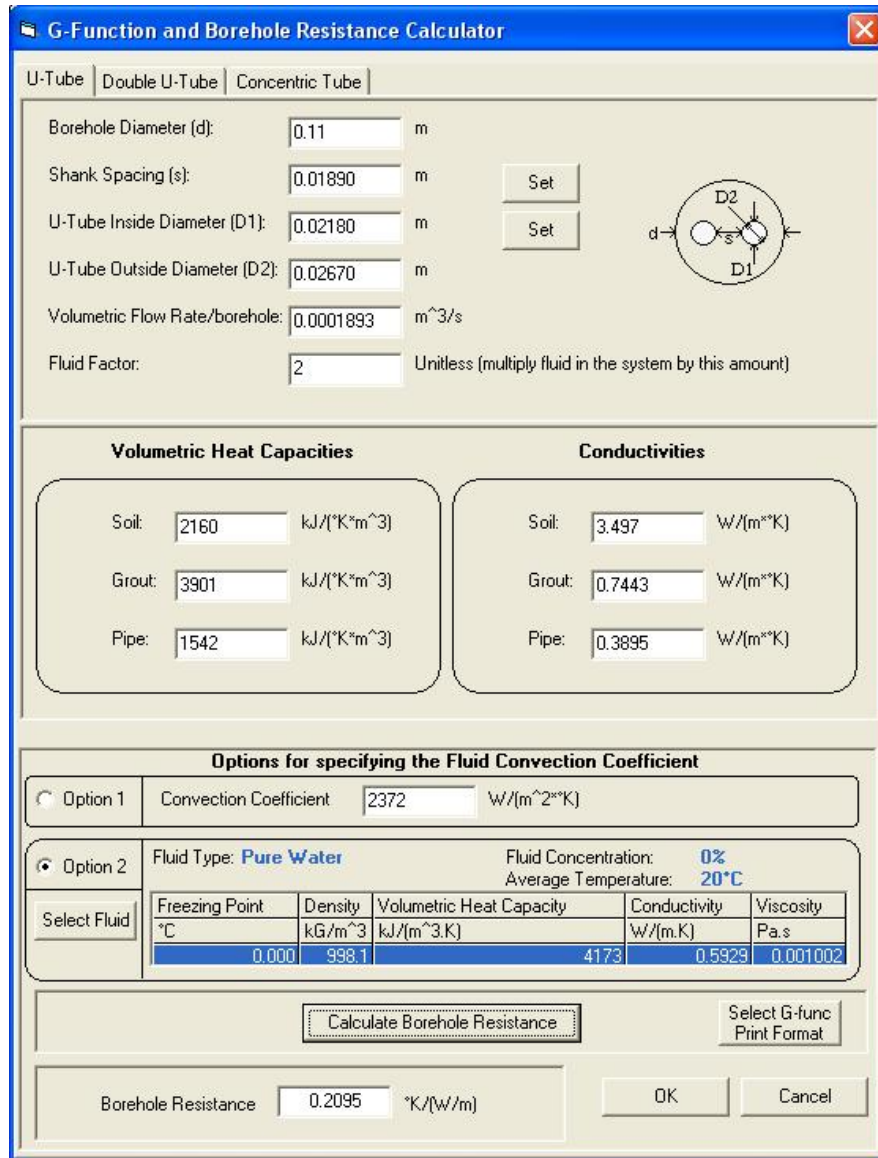 G-Function and Borehole Resistance Calculator
U-Tube Double U-Tube Concentric Tube
Borehole Diameter (d): 0.11 m
Shank Spacing (s): 0.01890 m Set
U-Tube Inside Diameter (D1): 0.02180 m Set
U-Tube Outside Diameter (D2): 0.02670 m
Volumetric Flow Rate/borehole: 0.0001893 m^3/s
Fluid Factor: 2 Unitless (multiply fluid in the system by this amount)
D2
d s
D1
Volumetric Heat Capacities Conductivities
Soil: 2160 kJ/(°K*m^3) Soil: 3.497 W/(m*°K)
Grout: 3901 kJ/(°K*m^3) Grout: 0.7443 W/(m*°K)
Pipe: 1542 kJ/(°K*m^3) Pipe: 0.3895 W/(m*°K)
Options for specifying the Fluid Convection Coefficient
Option 1 Convection Coefficient 2372 W/(m^2*°K)
Option 2 Fluid Type: Pure Water Fluid Concentration: 0%
Average Temperature: 20°C
Select Fluid
Freezing Point Density Volumetric Heat Capacity Conductivity Viscosity
°C kG/m^3 kJ/(m^3.K) W/(m.K) Pa.s
0.000 998.1 4173 0.5929 0.001002
Calculate Borehole Resistance
Select G-func
Print Format
Borehole Resistance 0.2095 °K/(W/m) OK Cancel